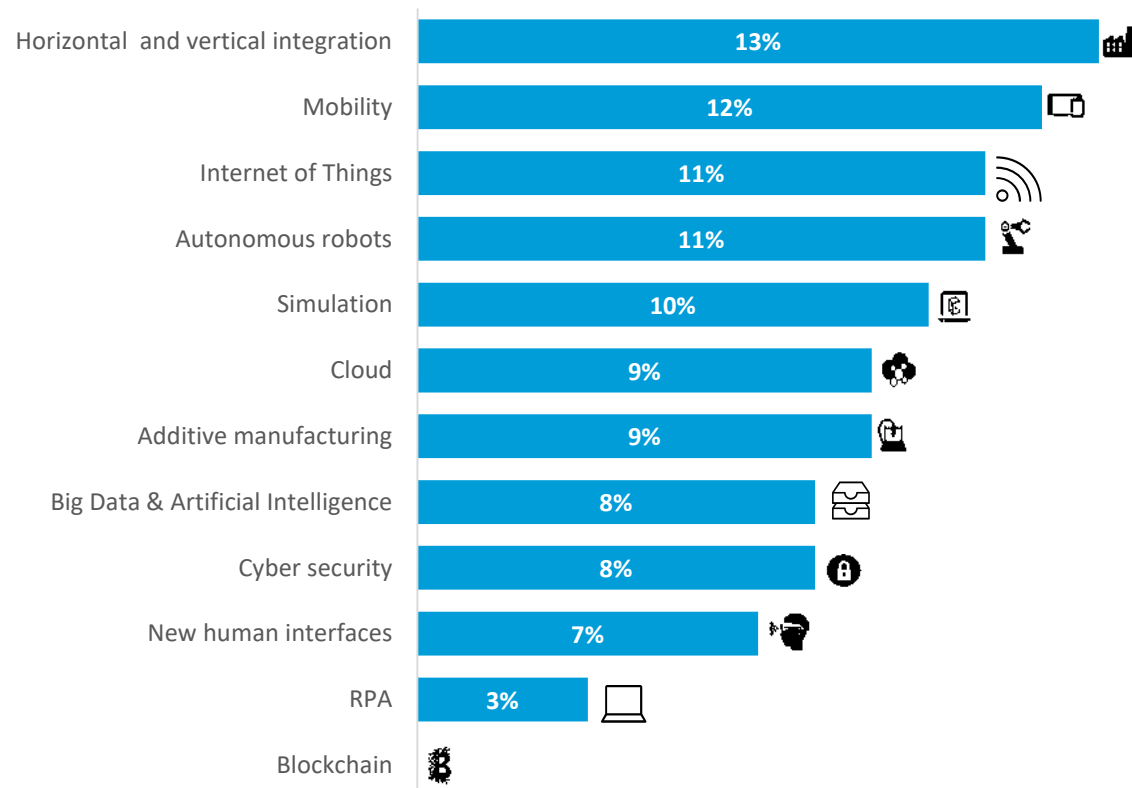 Horizontal  and vertical integration 13%
Mobility 12%
Internet of Things 11%
Autonomous robots 11%
Simulation 10%
Cloud 9%
Additive manufacturing 9%
Big Data & Artificial Intelligence 8%
Cyber security 8%
New human interfaces 7%
RPA 3%
Blockchain